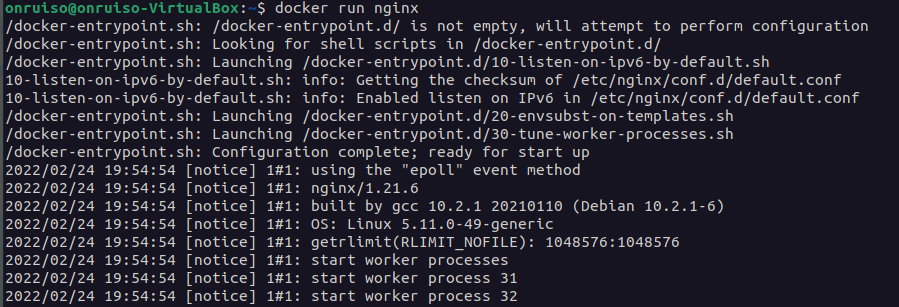 onruiso@onruiso-VirtualBox:~$ docker run nginx
/docker-entrypoint.sh: /docker-entrypoint.d/ is not empty, will attempt to perform configuration
/docker-entrypoint.sh: Looking for shell scripts in /docker-entrypoint.d/
/docker-entrypoint.sh: Launching /docker-entrypoint.d/10-listen-on-ipv6-by-default.sh
10-listen-on-ipv6-by-default.sh: info: Getting the checksum of /etc/nginx/conf.d/default.conf
10-listen-on-ipv6-by-default.sh: info: Enabled listen on IPv6 in /etc/nginx/conf.d/default.conf
/docker-entrypoint.sh: Launching /docker-entrypoint.d/20-envsubst-on-templates.sh
/docker-entrypoint.sh: Launching /docker-entrypoint.d/30-tune-worker-processes.sh
/docker-entrypoint.sh: Configuration complete; ready for start up
2022/02/24 19:54:54 [notice] 1#1: using the "epoll" event method
2022/02/24 19:54:54 [notice] 1#1: nginx/1.21.6
2022/02/24 19:54:54 [notice] 1#1: built by gcc 10.2.1 20210110 (Debian 10.2.1-6)
2022/02/24 19:54:54 [notice] 1#1: OS: Linux 5.11.0-49-generic
2022/02/24 19:54:54 [notice] 1#1: getrlimit(RLIMIT_NOFILE): 1048576:1048576
2022/02/24 19:54:54 [notice] 1#1: start worker processes
2022/02/24 19:54:54 [notice] 1#1: start worker process 31
2022/02/24 19:54:54 [notice] 1#1: start worker process 32